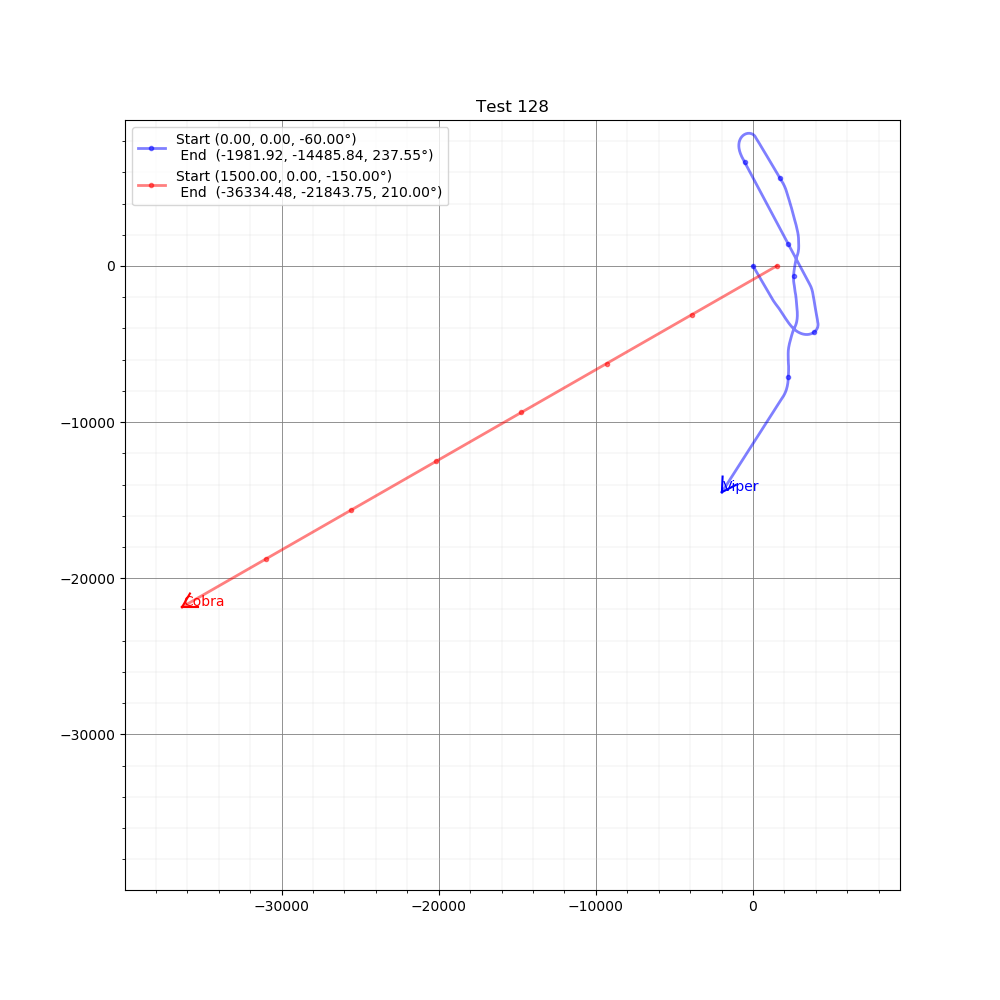 Test 128
Start (0.00, 0.00, -60.00°)
End (-1981.92, -14485.84, 237.55°)
Start (1500.00, 0.00, -150.00°)
End (-36334.48, -21843.75, 210.00°)
0
−10000
−20000
−30000
Viper
Cobra
−30000
−20000
−10000
0